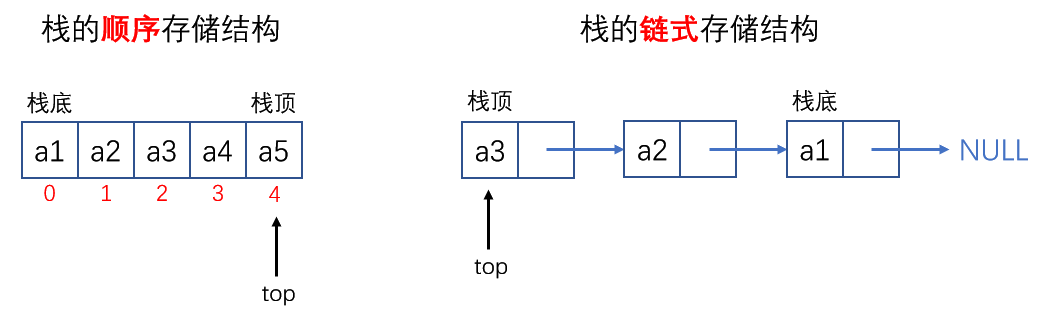 栈的顺序存储结构
栈底 栈顶
a1 a2 a3 a4 a5
0 1 2 3 4
top
栈的链式存储结构
栈顶 栈底
a3 a2 a1 NULL
top